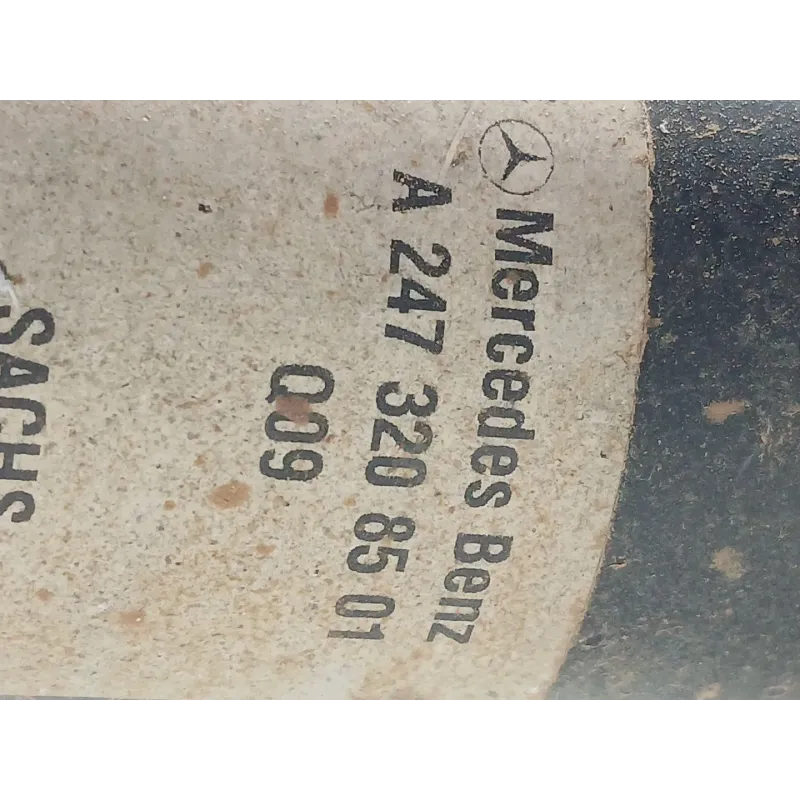 Mercedes Benz
A 247 320 85 01
Q09
SACHS